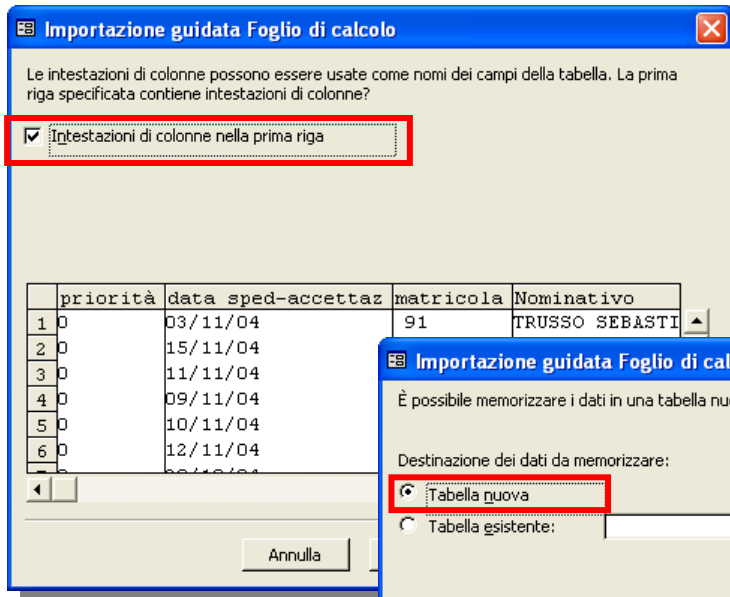 Importazione guidata Foglio di calcolo
Le intestazioni di colonne possono essere usate come nomi dei campi della tabella. La prima
riga specificata contiene intestazioni di colonne?
Intestazioni di colonne nella prima riga
priorità data sped-accettaz matricola Nominativo
1 0 03/11/04 91 TRUSSO SEBASTI
2 0 15/11/04
3 0 11/11/04
4 0 09/11/04
5 0 10/11/04
6 0 12/11/04
Annulla
Importazione guidata Foglio di cal
È possibile memorizzare i dati in una tabella nu
Destinazione dei dati da memorizzare:
Tabella nuova
Tabella esistente: